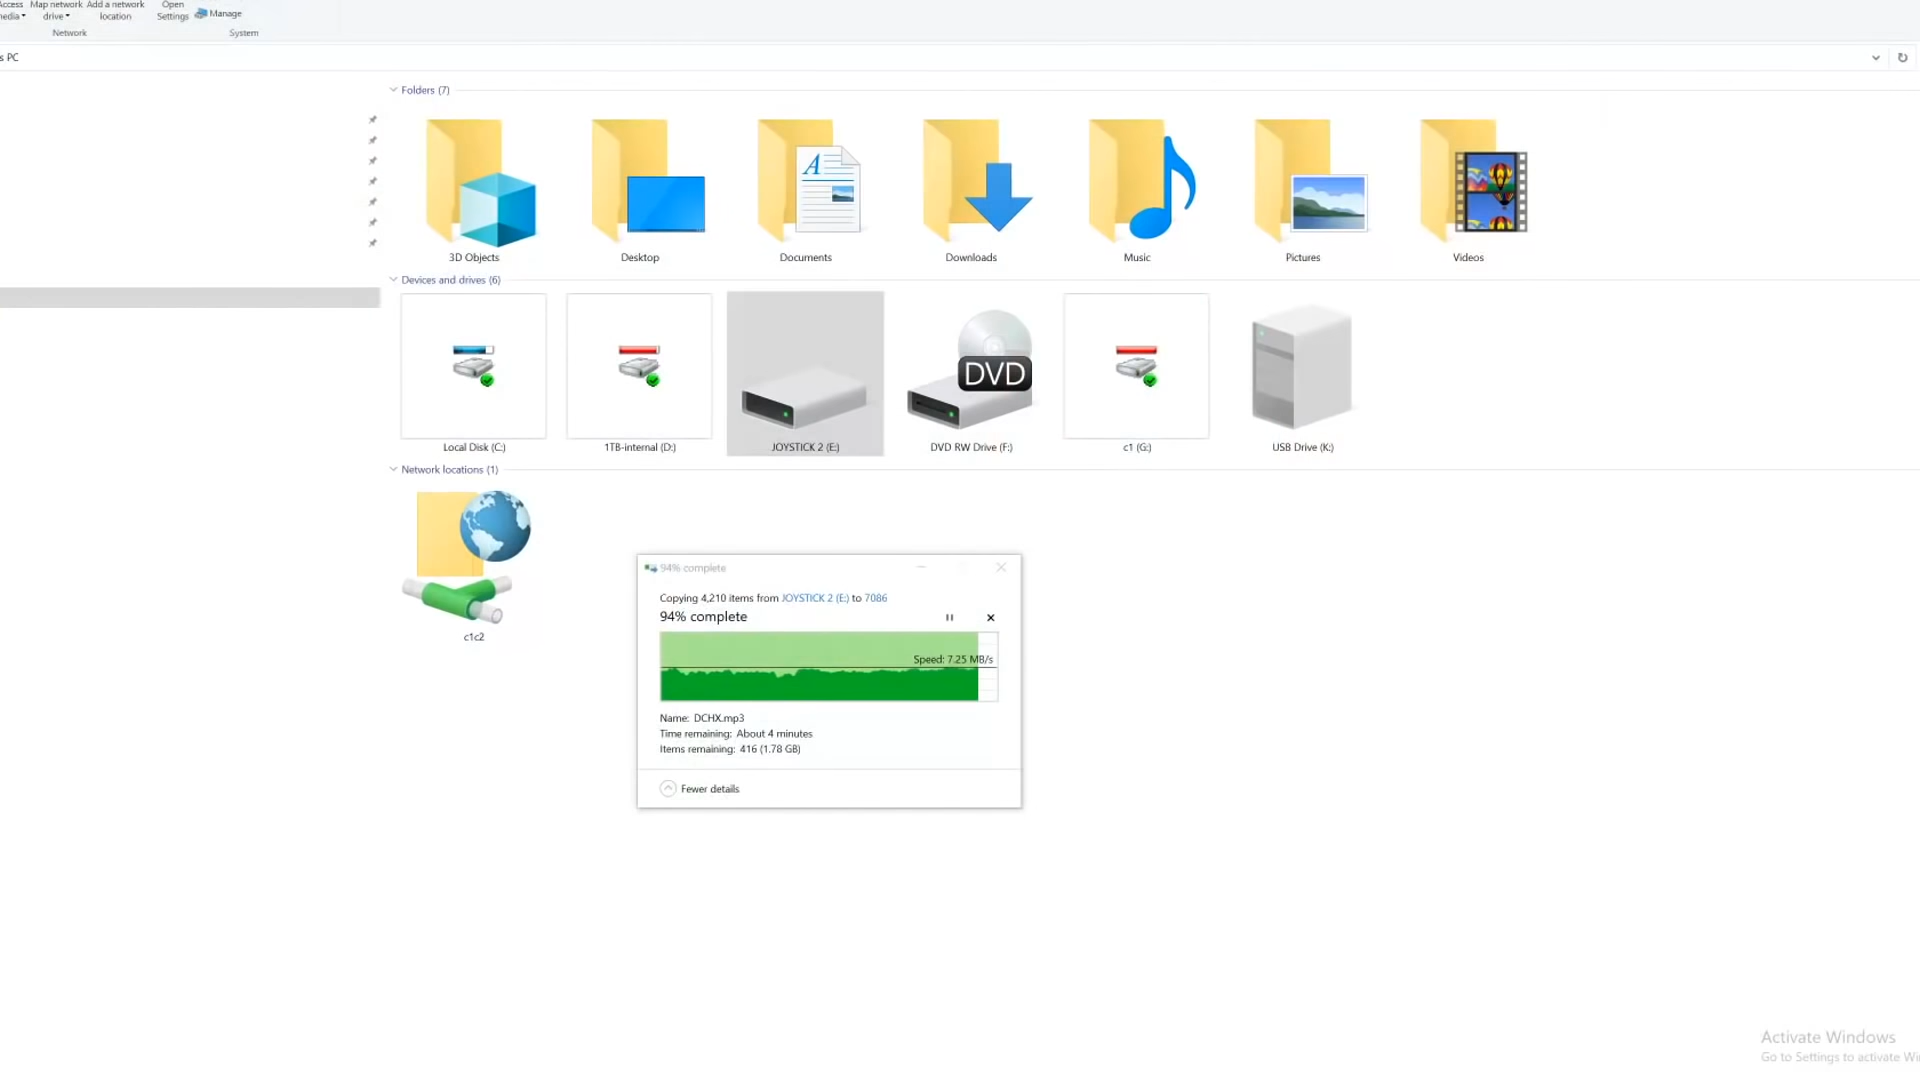 Access Map network Add a network Open
media drive location Settings Manage
Network System
s PC
Folders (7)
3D Objects Desktop Documents Downloads Music Pictures Videos
Devices and drives (6)
DVD
Local Disk (C:) 1TB-internal (D:) JOYSTICK 2 (E:) DVD RW Drive (F:) c1 (G:) USB Drive (K:)
Network locations (1)
c1c2
94% complete
Copying 4,210 items from JOYSTICK 2 (E:) to 7086
94% complete
Speed: 7.25 MB/s
Name: DCHX.mp3
Time remaining: About 4 minutes
Items remaining: 416 (1.78 GB)
Fewer details
Activate Windows
Go to Settings to activate Wi